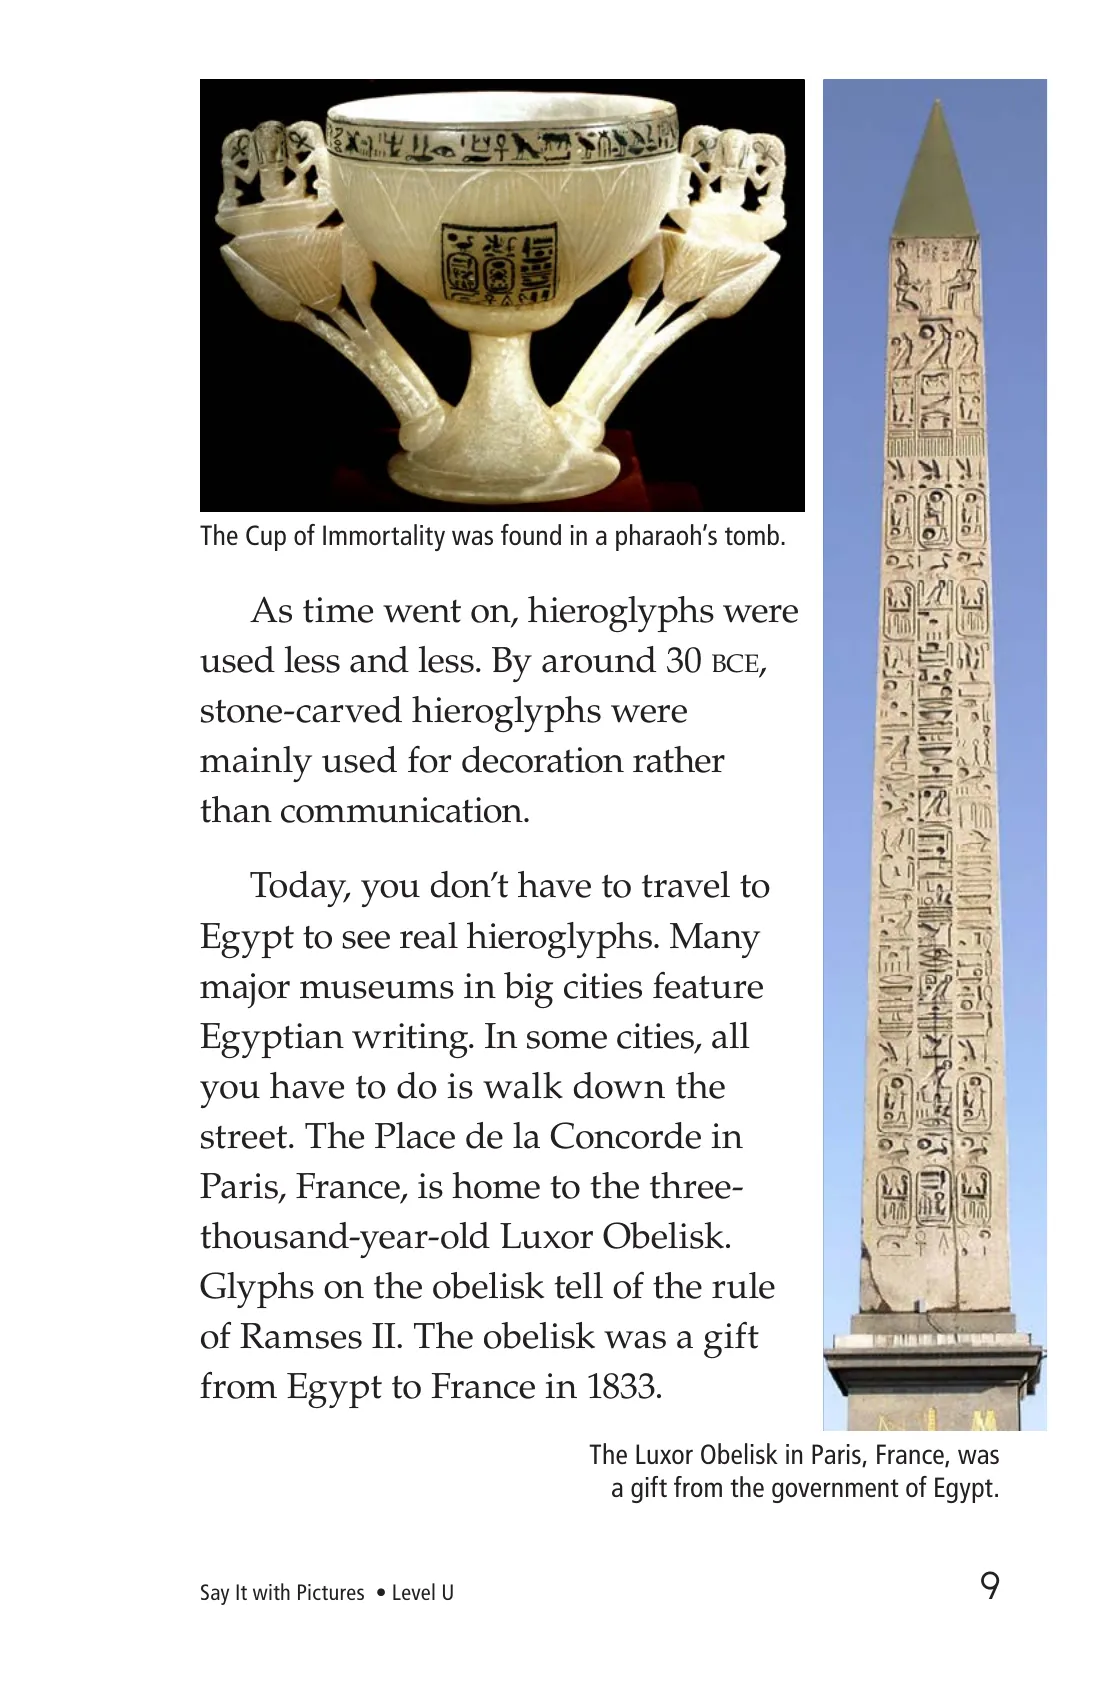 The Cup of Immortality was found in a pharaoh’s tomb.
As time went on, hieroglyphs were
used less and less. By around 30 BCE,
stone-carved hieroglyphs were
mainly used for decoration rather
than communication.
Today, you don’t have to travel to
Egypt to see real hieroglyphs. Many
major museums in big cities feature
Egyptian writing. In some cities, all
you have to do is walk down the
street. The Place de la Concorde in
Paris, France, is home to the three-
thousand-year-old Luxor Obelisk.
Glyphs on the obelisk tell of the rule
of Ramses II. The obelisk was a gift
from Egypt to France in 1833.
The Luxor Obelisk in Paris, France, was
a gift from the government of Egypt.
Say It with Pictures • Level U
9